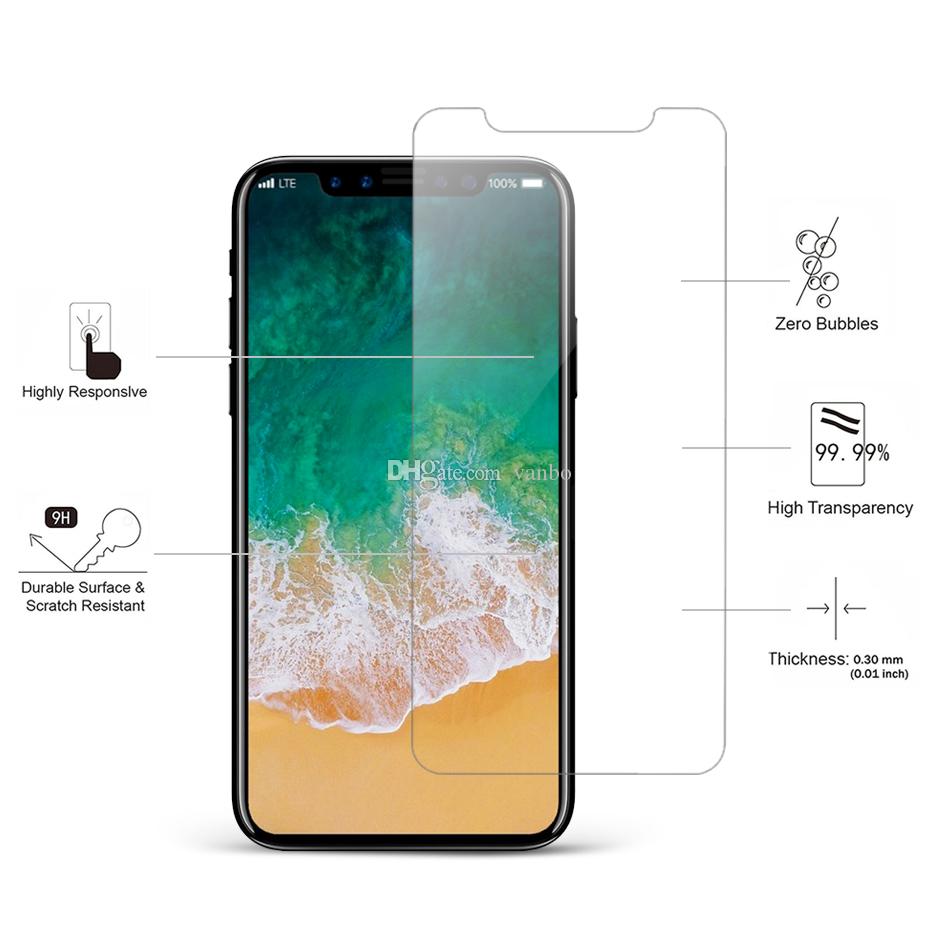 LTE
100%
Zero Bubbles
Highly Responsive
99.99%
High Transparency
DHgate.com vanbo
9H
Durable Surface &
Scratch Resistant
Thickness: 0.30 mm
(0.01 inch)